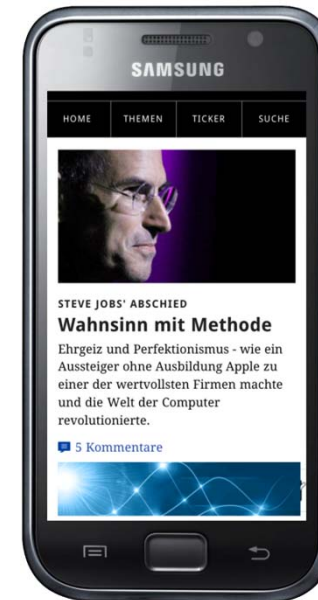 SAMSUNG
HOME THEMEN TICKER SUCHE
STEVE JOBS' ABSCHIED
Wahnsinn mit Methode
Ehrgeiz und Perfektionismus - wie ein
Aussteiger ohne Ausbildung Apple zu
einer der wertvollsten Firmen machte
und die Welt der Computer
revolutionierte.
5 Kommentare